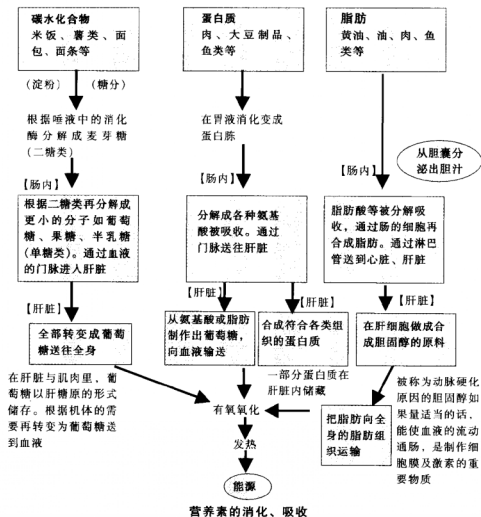 碳水化合物
米饭、薯类、面
包、面条等
(淀粉) (糖分)
根据唾液中的消化
酶分解成麦芽糖
(二糖类)
【肠内】
根据二糖类再分解成
更小的分子如葡萄
糖、果糖、半乳糖
(单糖类)。通过血液
的门脉进人肝脏
【肝脏】
全部转变成葡萄
糖送往全身
在肝脏与肌肉里，葡
萄糖以肝糖原的形化
储存。根据机体的需
要再转变为葡萄糖送
到血液
蛋白质
肉、大豆制品、
鱼类等
在胃液消化变成
蛋白胨
【肠内】
分解成各种氨基
酸被吸收。通过
门脉送往肝脏
【肝脏】
从氨基酸或脂肪
制作出葡萄糖，
向血液输送
合成符合各类组
织的蛋白质
一部分蛋白质在
肝脏内储藏
有氧氧化
发热
能源
脂肪
黄油、油、肉、鱼
类等
从胆囊分
泌出胆汁
【肠内】
脂肪酸等被分解吸
收，通过肠的细胞再
合成脂肪。通过淋巴
管送到心脏、肝脏
【肝脏】
在肝细胞做成合
成胆固醇的原料
把脂肪向全
身的脂肪组
织运输
被称为动脉硬化
原因的胆固醇如
果量适当的话，
能使血液的流动
通肠，是制作细
胞膜及激素的重
要物质
营养素的消化、吸收